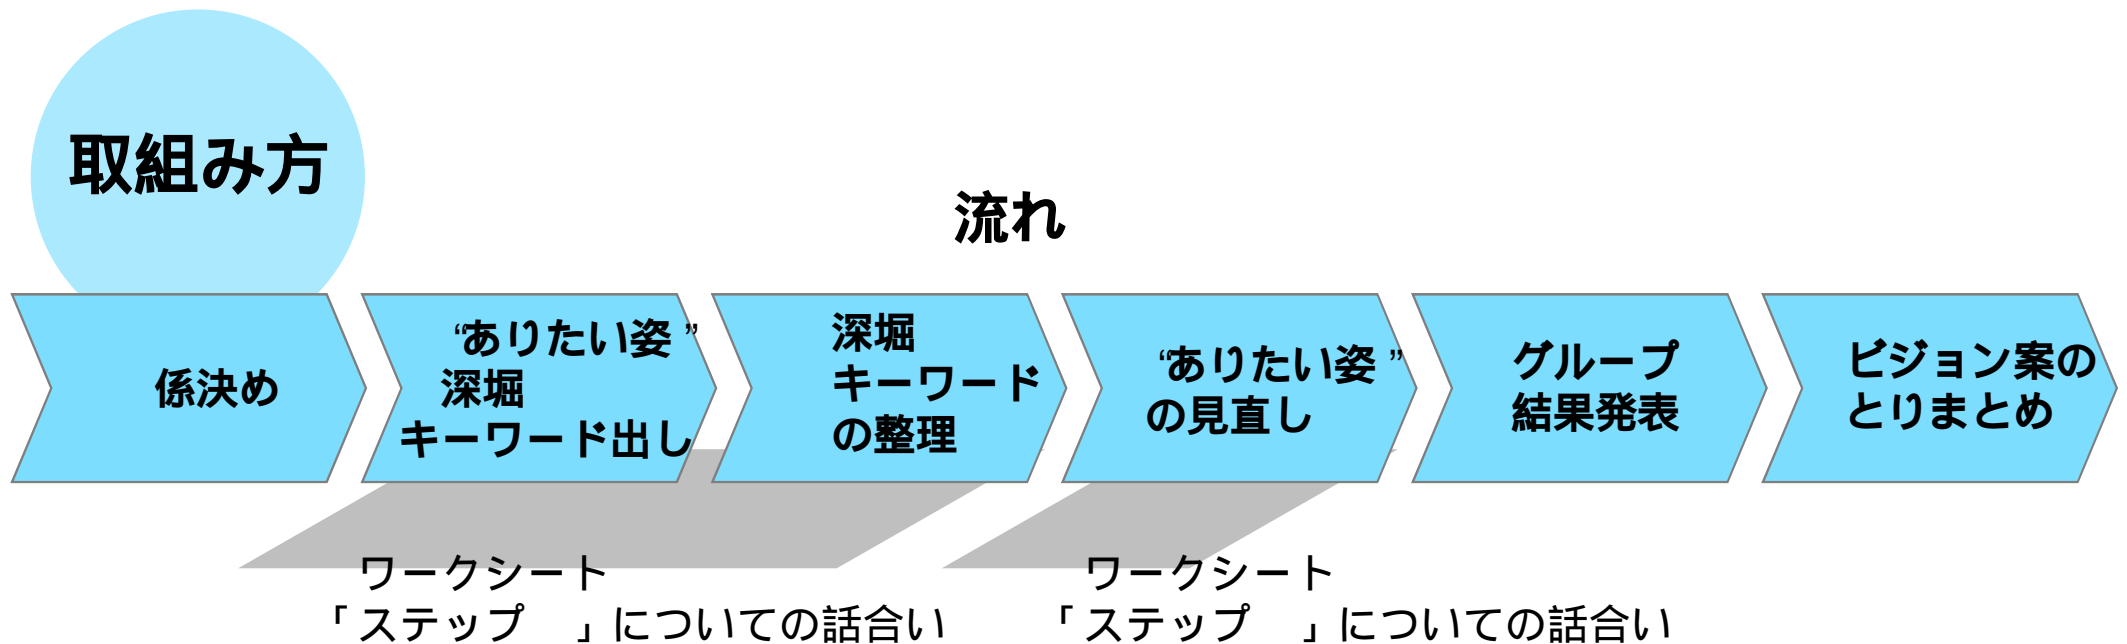 取組み方
流れ
係決め
“ありたい姿”
深堀
キーワード出し
深堀
キーワード
の整理
“ありたい姿”
の見直し
グループ
結果発表
ビジョン案の
とりまとめ
ワークシート
「ステップ　」についての話合い
ワークシート
「ステップ　」についての話合い